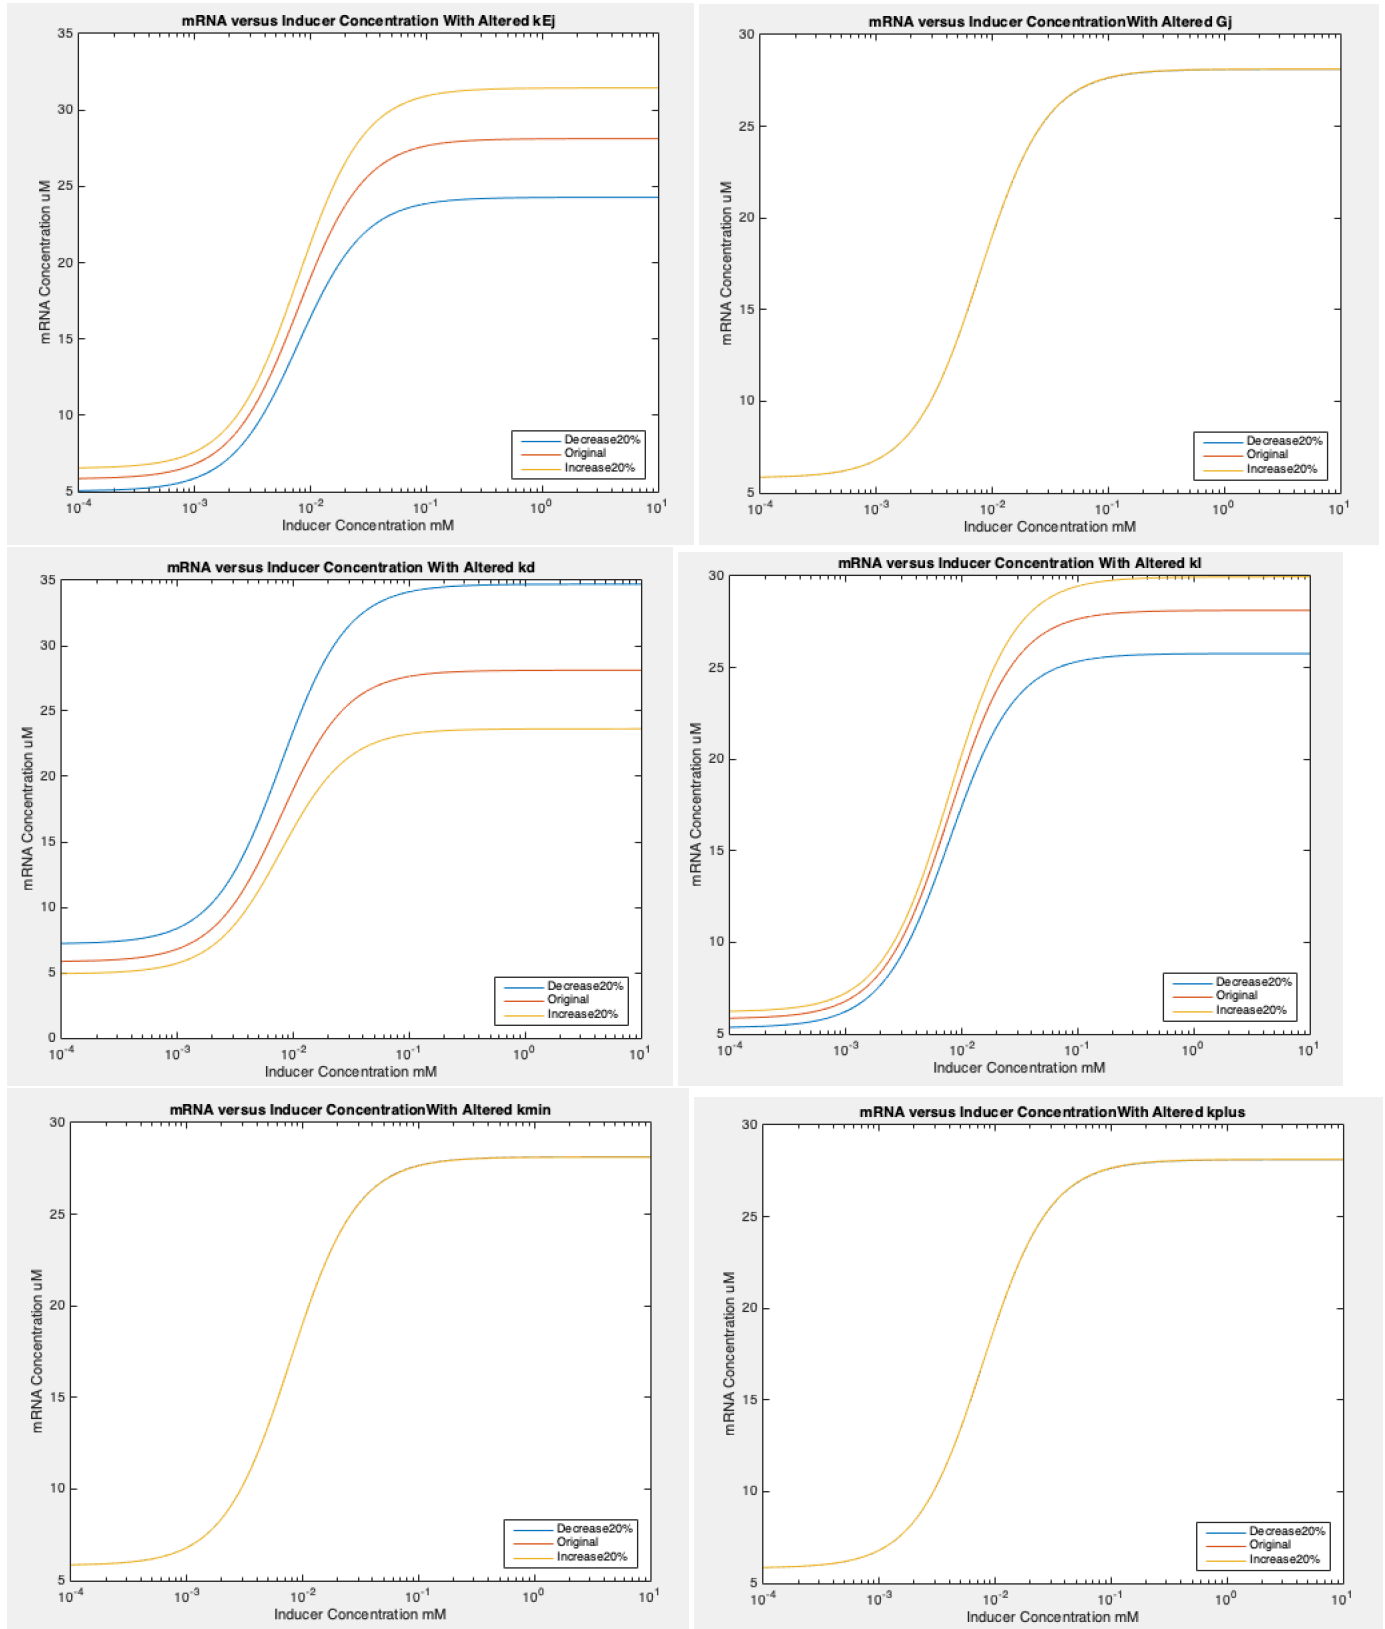 mRNA versus Inducer Concentration With Altered kEj
35
30
25
20
15
10
5
mRNA Concentration uM
Decrease20%
Original
Increase20%
10-4 10-3 10-2 10-1 100 101
Inducer Concentration mM
mRNA versus Inducer ConcentrationWith Altered Gj
30
25
20
15
10
5
mRNA Concentration uM
Decrease20%
Original
Increase20%
10-4 10-3 10-2 10-1 100 101
Inducer Concentration mM
mRNA versus Inducer Concentration With Altered kd
35
30
25
20
15
10
5
0
mRNA Concentration uM
Decrease20%
Original
Increase20%
10-4 10-3 10-2 10-1 100 101
Inducer Concentration mM
mRNA versus Inducer Concentration With Altered kI
30
25
20
15
10
5
mRNA Concentration uM
Decrease20%
Original
Increase20%
10-4 10-3 10-2 10-1 100 101
Inducer Concentration mM
mRNA versus Inducer ConcentrationWith Altered kmin
30
25
20
15
10
5
mRNA Concentration uM
Decrease20%
Original
Increase20%
10-4 10-3 10-2 10-1 100 101
Inducer Concentration mM
mRNA versus Inducer ConcentrationWith Altered kplus
30
25
20
15
10
5
mRNA Concentration uM
Decrease20%
Original
Increase20%
10-4 10-3 10-2 10-1 100 101
Inducer Concentration mM